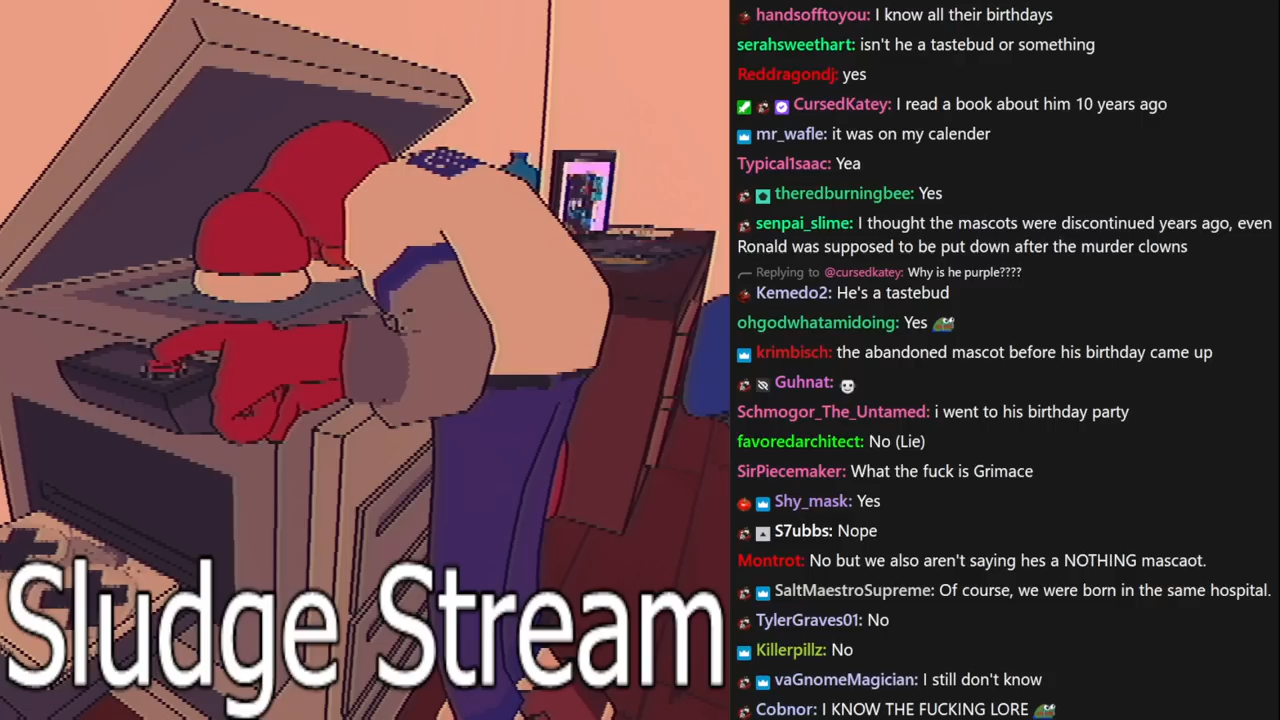 Sludge Stream
handsofftoyou: I know all their birthdays
serahsweethart: isn't he a tastebud or something
Reddragondj: yes
CursedKatey: I read a book about him 10 years ago
mr_wafle: it was on my calender
Typical1saac: Yea
theredburningbee: Yes
senpai_slime: I thought the mascots were discontinued years ago, even
Ronald was supposed to be put down after the murder clowns
Replying to @cursedkatey: Why is he purple????
Kemedo2: He's a tastebud
ohgodwhatamidoing: Yes
krimbisch: the abandoned mascot before his birthday came up
Guhnat:
Schmogor_The_Untamed: i went to his birthday party
favoredarchitect: No (Lie)
SirPiecemaker: What the fuck is Grimace
Shy_mask: Yes
S7ubbs: Nope
Montrot: No but we also aren't saying hes a NOTHING mascaot.
SaltMaestroSupreme: Of course, we were born in the same hospital.
TylerGraves01: No
Killerpillz: No
vaGnomeMagician: I still don't know
Cobnor: I KNOW THE FUCKING LORE